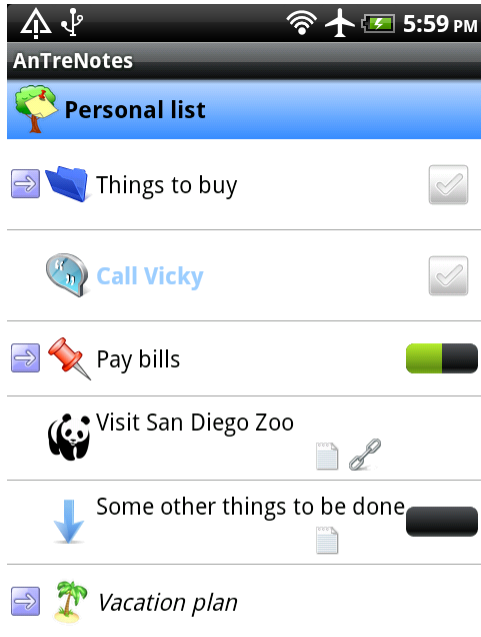 5:59 PM
AnTreNotes
Personal list
Things to buy
Call Vicky
Pay bills
Visit San Diego Zoo
Some other things to be done
Vacation plan